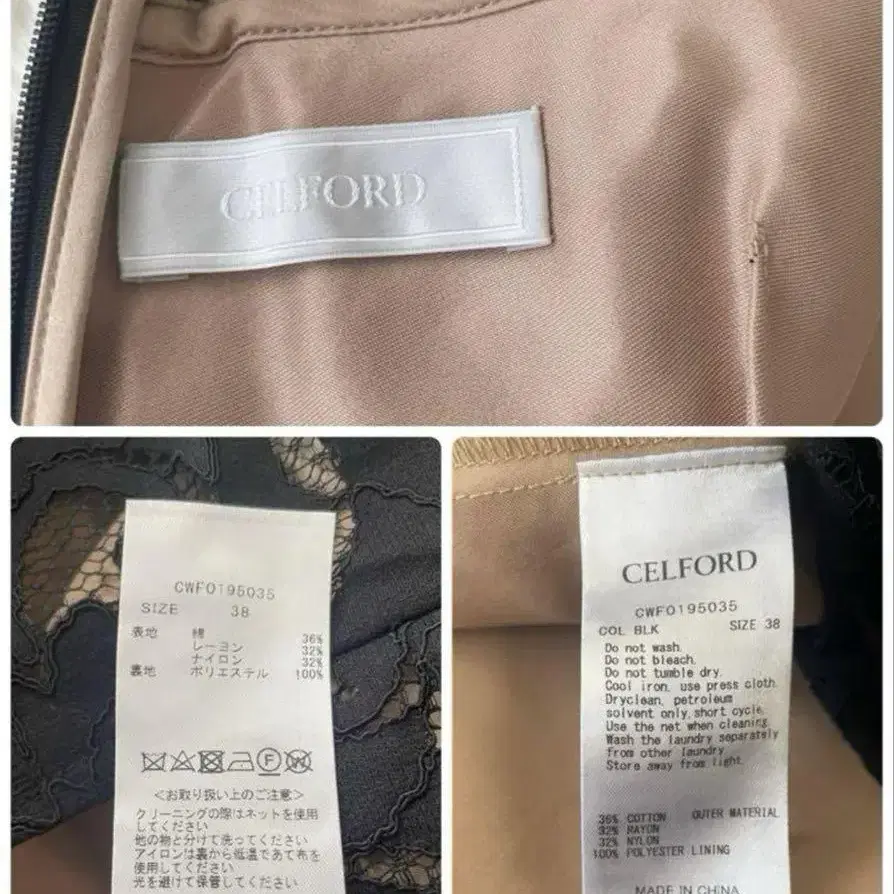 CELFORD
CWFO195035
SIZE 38
表地 綿 36%
レーヨン 32%
ナイロン 32%
裏地 ポリエステル 100%
<お取り扱い上のご注意>
クリーニングの際はネットを使用
してください
他の物と分けて洗ってください
アイロンは裏から低温であて布を
使用してください
光を避けて保管してください
CELFORD
CWFO195035
COL BLK SIZE 38
Do not wash.
Do not bleach.
Do not tumble dry.
Cool iron, use press cloth.
Dryclean, petroleum
solvent only, short cycle.
Use the net when cleaning.
Wash the laundry separately
from other laundry.
Store away from light.
36% COTTON OUTER MATERIAL
32% RAYON
32% NYLON
100% POLYESTER LINING
MADE IN CHINA